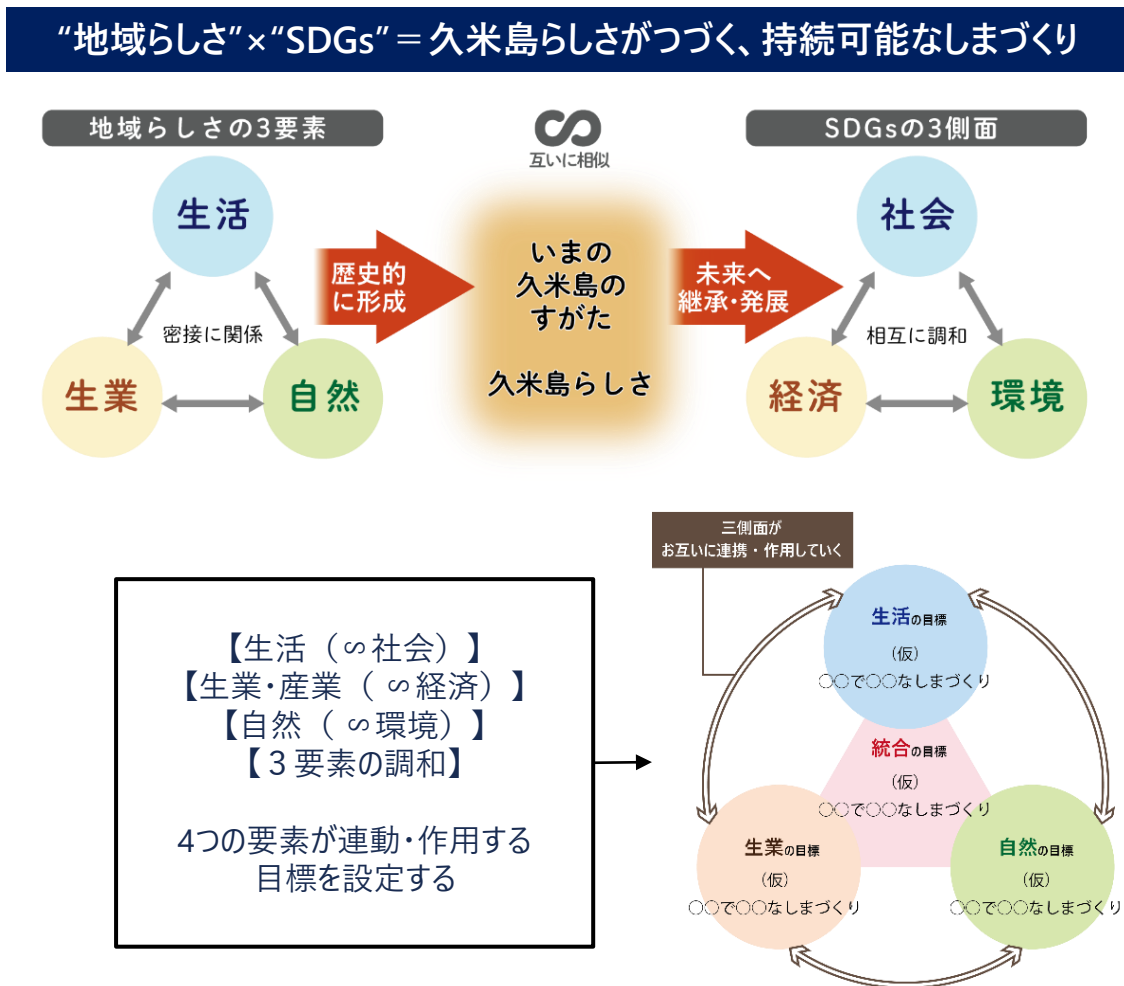 “地域らしさ”×“SDGs”＝久米島らしさがつづく、持続可能なしまづくり
地域らしさの3要素
互いに相似
SDGsの3側面
生活
生業
自然
密接に関係
歴史的
に形成
いまの
久米島の
すがた
久米島らしさ
未来へ
継承・発展
社会
経済
環境
相互に調和
【生活（∽社会）】
【生業・産業（ ∽経済）】
【自然（ ∽環境）】
【３要素の調和】
4つの要素が連動・作用する
目標を設定する
三側面が
お互いに連携・作用していく
生活の目標
（仮）
○○で○○なしまづくり
統合の目標
（仮）
○○で○○なしまづくり
生業の目標
（仮）
○○で○○なしまづくり
自然の目標
（仮）
○○で○○なしまづくり